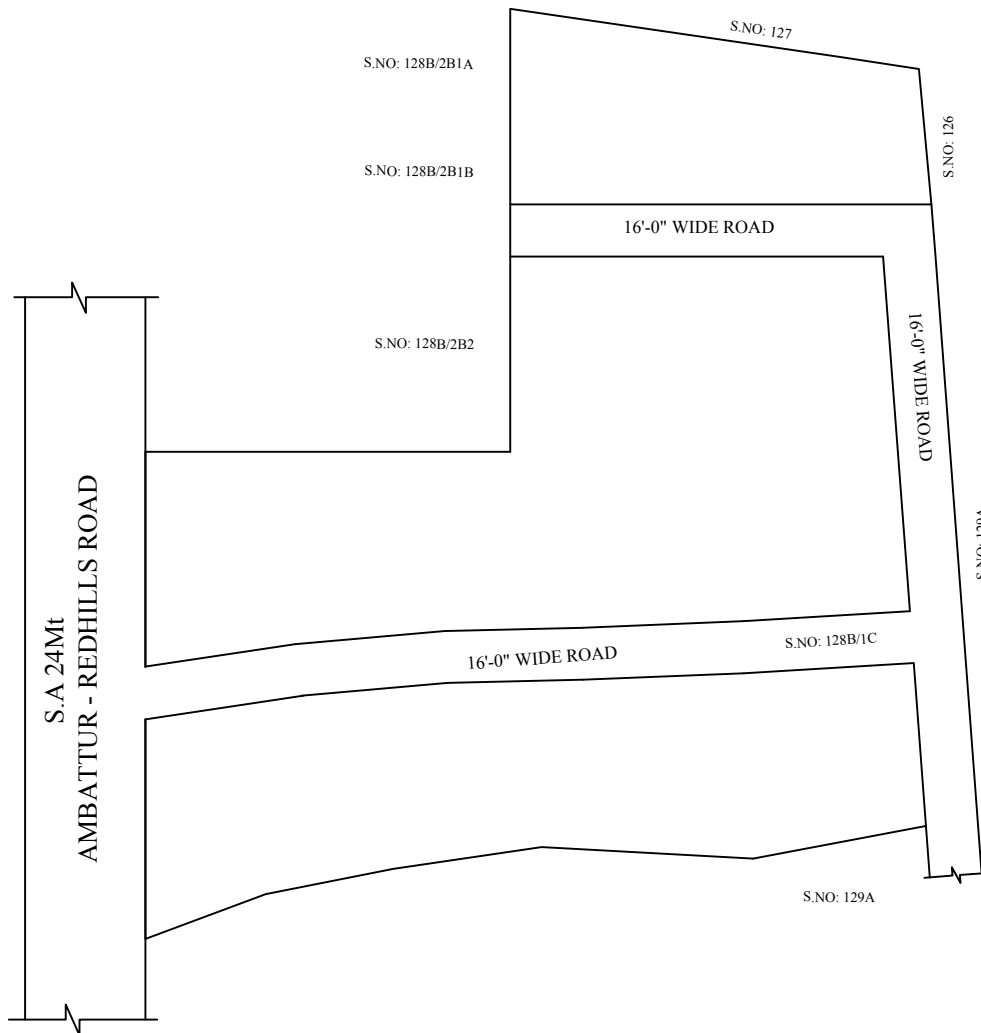 S.NO: 127
S.NO: 128B/2B1A
S.NO: 126
S.NO: 128B/2B1B
16'-0" WIDE ROAD
S.NO: 128B/2B2
16'-0" WIDE ROAD
S.A 24Mt
AMBATTUR - REDHILLS ROAD
S.NO: 128B/1C
16'-0" WIDE ROAD
S.NO: 129A